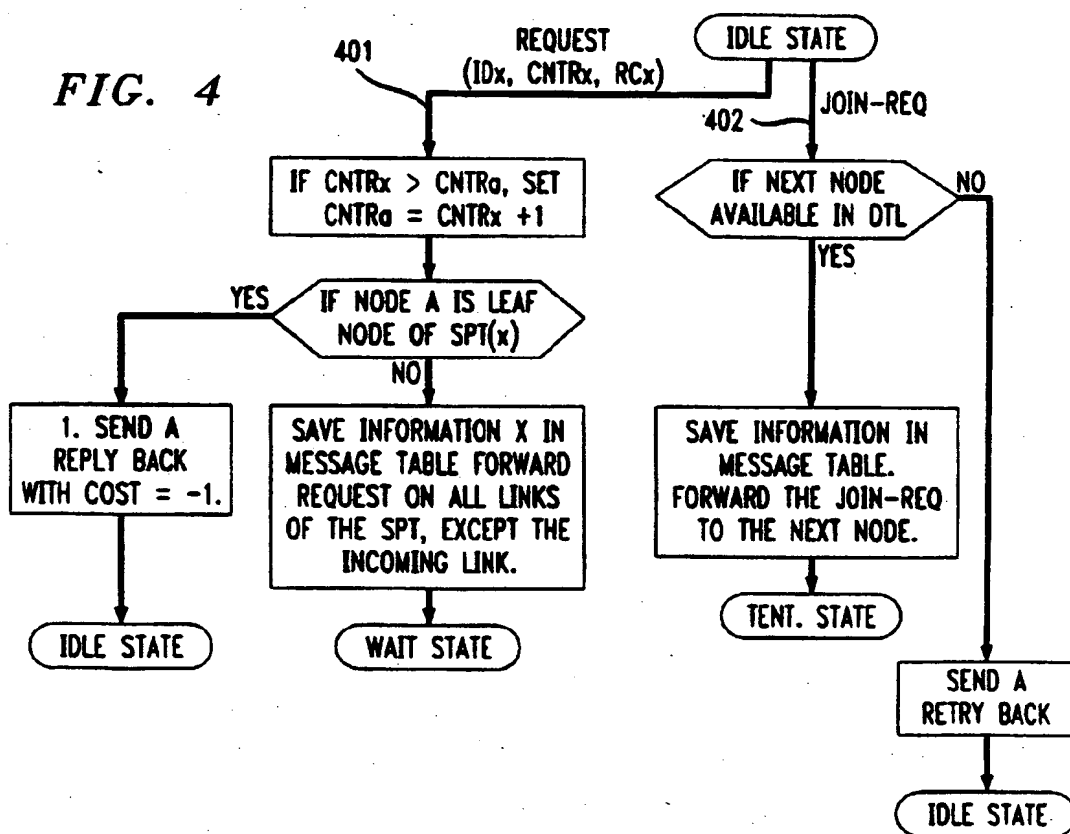 FIG. 4
401
REQUEST
(IDx, CNTRx, RCx)
IDLE STATE
402
JOIN-REQ
IF CNTRx > CNTRa, SET
CNTRa = CNTRx +1
IF NEXT NODE
AVAILABLE IN DTL
NO
YES
YES
IF NODE A IS LEAF
NODE OF SPT(x)
NO
1. SEND A
REPLY BACK
WITH COST = -1.
SAVE INFORMATION X IN
MESSAGE TABLE FORWARD
REQUEST ON ALL LINKS
OF THE SPT, EXCEPT THE
INCOMING LINK.
SAVE INFORMATION IN
MESSAGE TABLE.
FORWARD THE JOIN-REQ
TO THE NEXT NODE.
IDLE STATE
WAIT STATE
TENT. STATE
SEND A
RETRY BACK
IDLE STATE